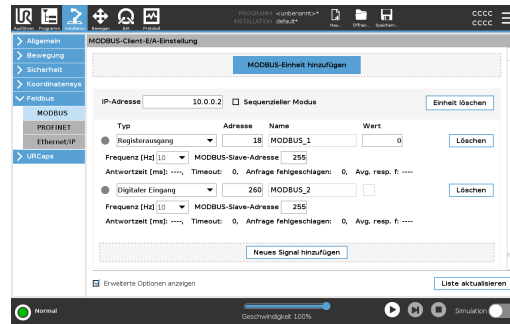 PROGRAMM <unbenannt>*
INSTALLATION default*
cccc
cccc
Ausführen Programm Installation Bewegen E/A Protokoll Neu... Öffnen... Speichern...
Allgemein
Bewegung
Sicherheit
Koordinatensys
Feldbus
MODBUS
PROFINET
Ethernet/IP
URCaps
MODBUS-Client-E/A-Einstellung
MODBUS-Einheit hinzufügen
IP-Adresse 10.0.0.2 Sequenzieller Modus Einheit löschen
Typ Adresse Name Wert
Registerausgang 18 MODBUS_1 0 Löschen
Frequenz [Hz] 10 MODBUS-Slave-Adresse 255
Antwortzeit [ms]: ----, Timeout: 0, Anfrage fehlgeschlagen: 0, Avg. resp. f: ----
Digitaler Eingang 260 MODBUS_2 Löschen
Frequenz [Hz] 10 MODBUS-Slave-Adresse 255
Antwortzeit [ms]: ----, Timeout: 0, Anfrage fehlgeschlagen: 0, Avg. resp. f: ----
Neues Signal hinzufügen
Erweiterte Optionen anzeigen Liste aktualisieren
Normal
Geschwindigkeit 100%
Simulation